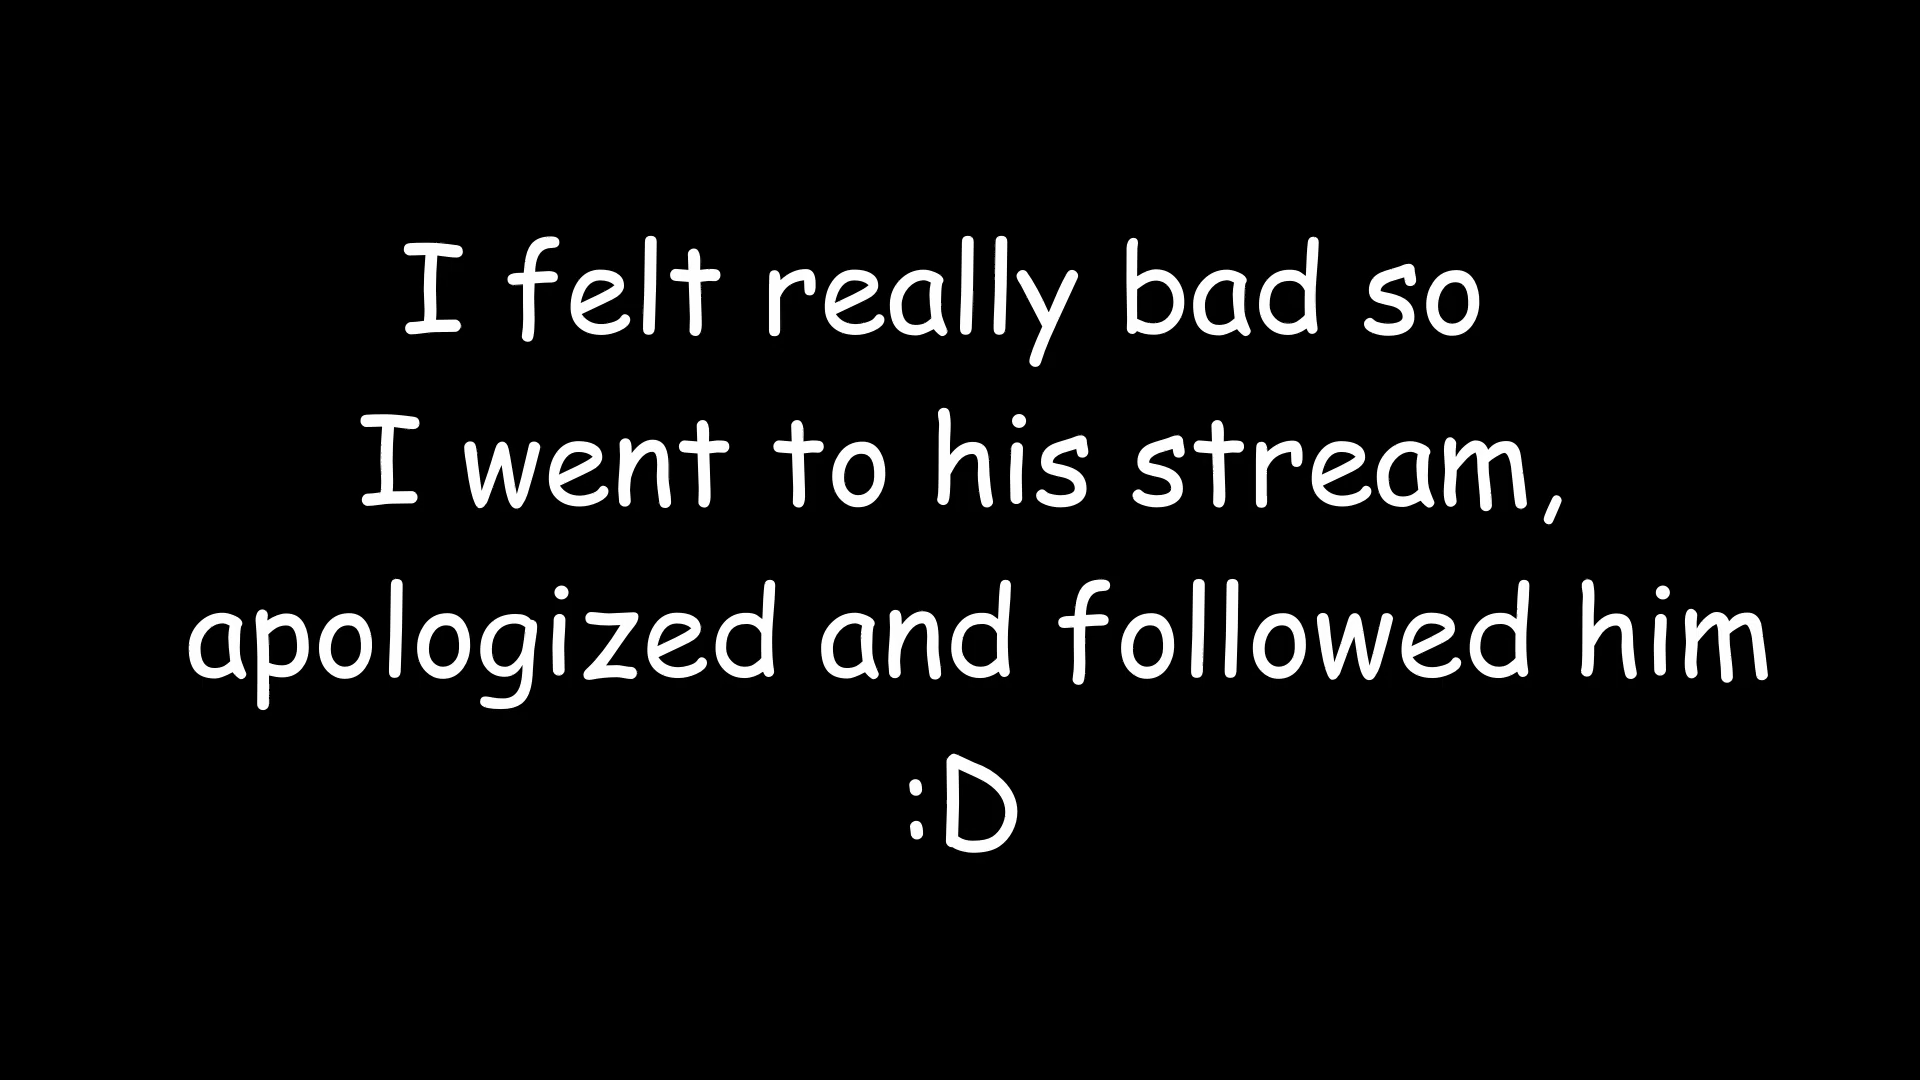 I felt really bad so
I went to his stream,
apologized and followed him
:D